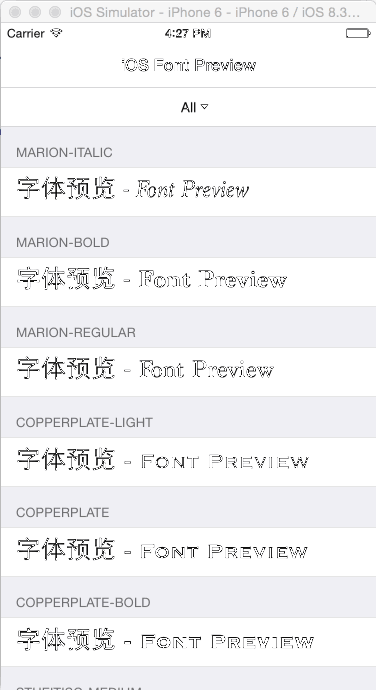 iOS Simulator - iPhone 6 - iPhone 6 / iOS 8.3...
Carrier 4:27 PM
iOS Font Preview
All
MARION-ITALIC
字体预览 - Font Preview
MARION-BOLD
字体预览 - Font Preview
MARION-REGULAR
字体预览 - Font Preview
COPPERPLATE-LIGHT
字体预览 - FONT PREVIEW
COPPERPLATE
字体预览 - FONT PREVIEW
COPPERPLATE-BOLD
字体预览 - FONT PREVIEW
STHEITISC-MEDIUM